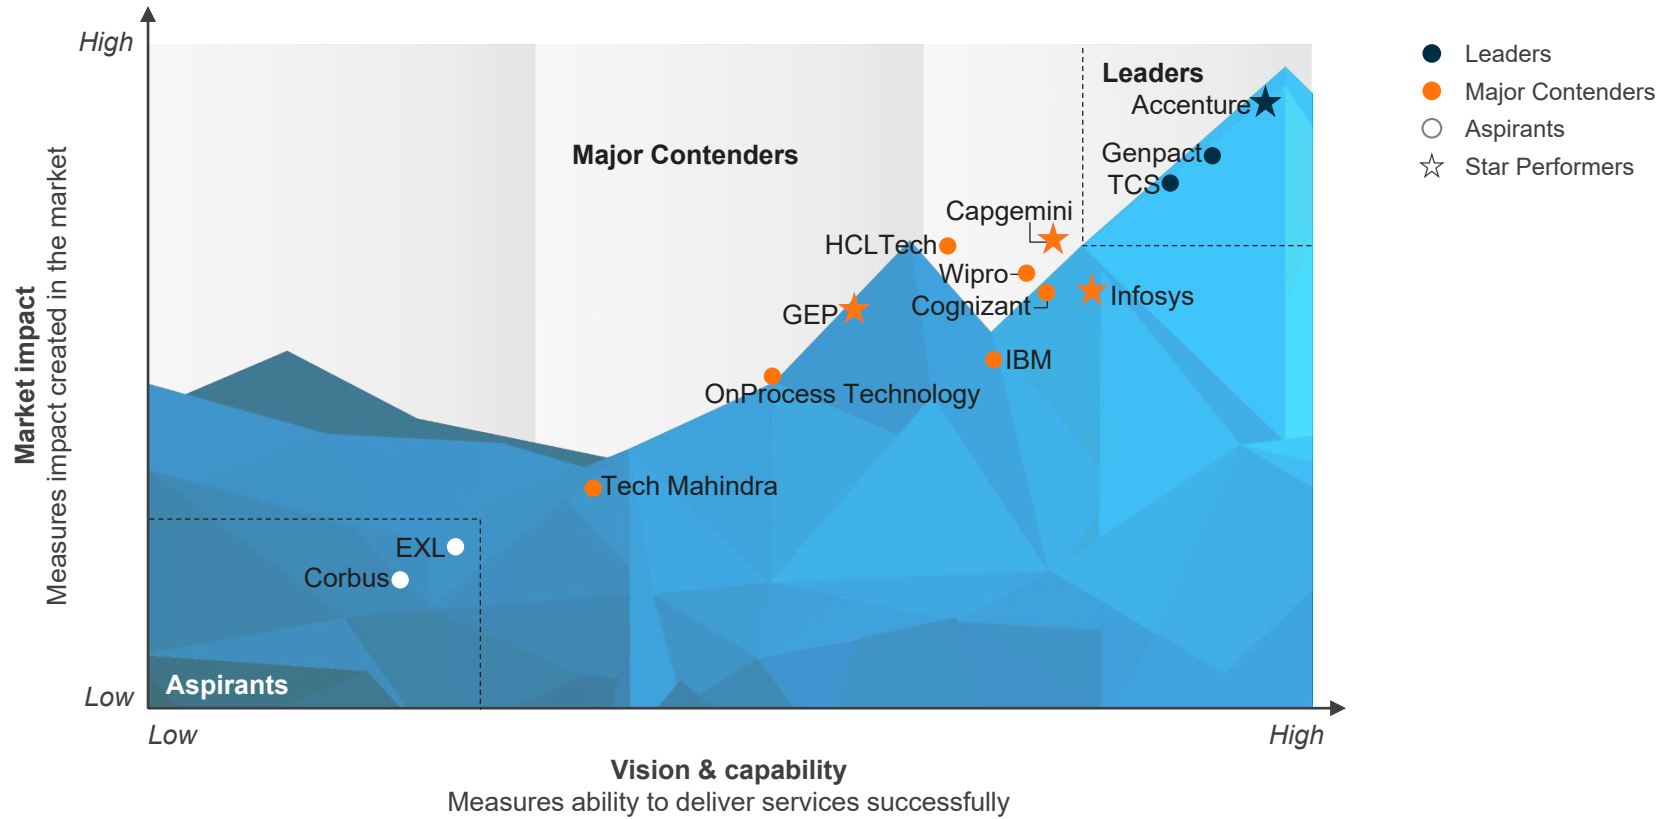 High
Leaders
Accenture
Genpact
TCS
Major Contenders
Capgemini
HCLTech
Wipro
Cognizant
Infosys
GEP
IBM
OnProcess Technology
Tech Mahindra
EXL
Corbus
Aspirants
Low
Market impact
Measures impact created in the market
Low
High
Vision & capability
Measures ability to deliver services successfully
Leaders
Major Contenders
Aspirants
Star Performers